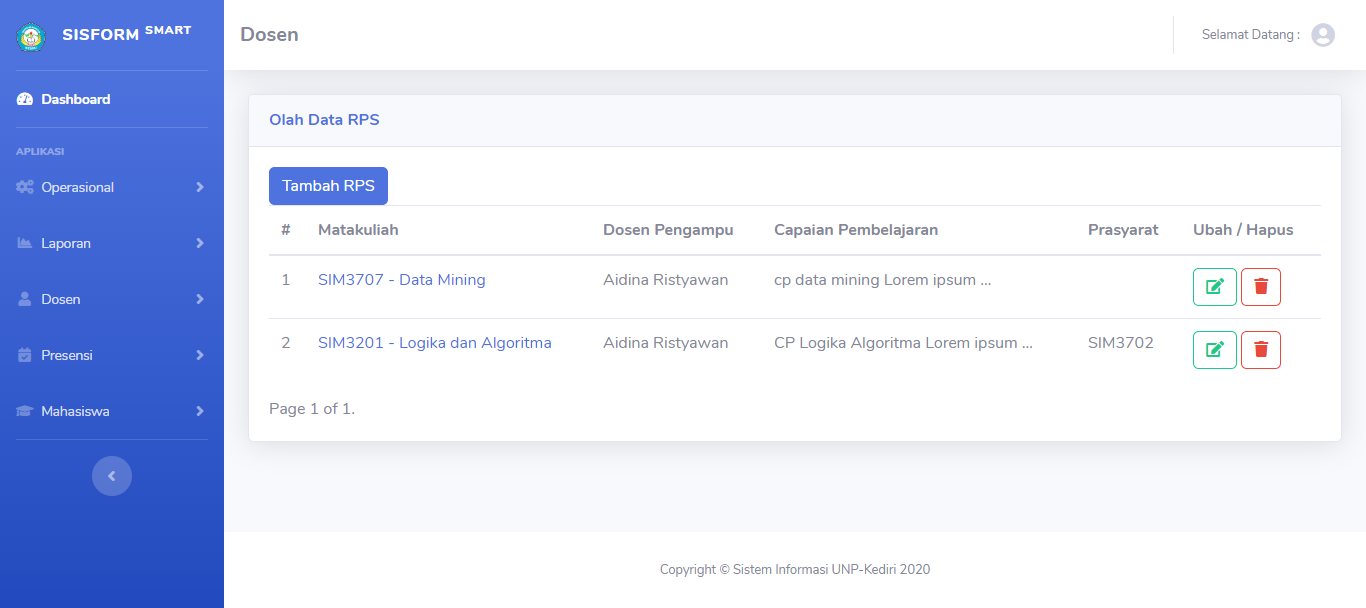 SISFORM SMART
Dosen
Selamat Datang :
Dashboard
APLIKASI
Operasional
Laporan
Dosen
Presensi
Mahasiswa
Olah Data RPS
Tambah RPS
# Matakuliah Dosen Pengampu Capaian Pembelajaran Prasyarat Ubah / Hapus
1 SIM3707 - Data Mining Aidina Ristyawan cp data mining Lorem ipsum ...
2 SIM3201 - Logika dan Algoritma Aidina Ristyawan CP Logika Algoritma Lorem ipsum ... SIM3702
Page 1 of 1.
Copyright © Sistem Informasi UNP-Kediri 2020